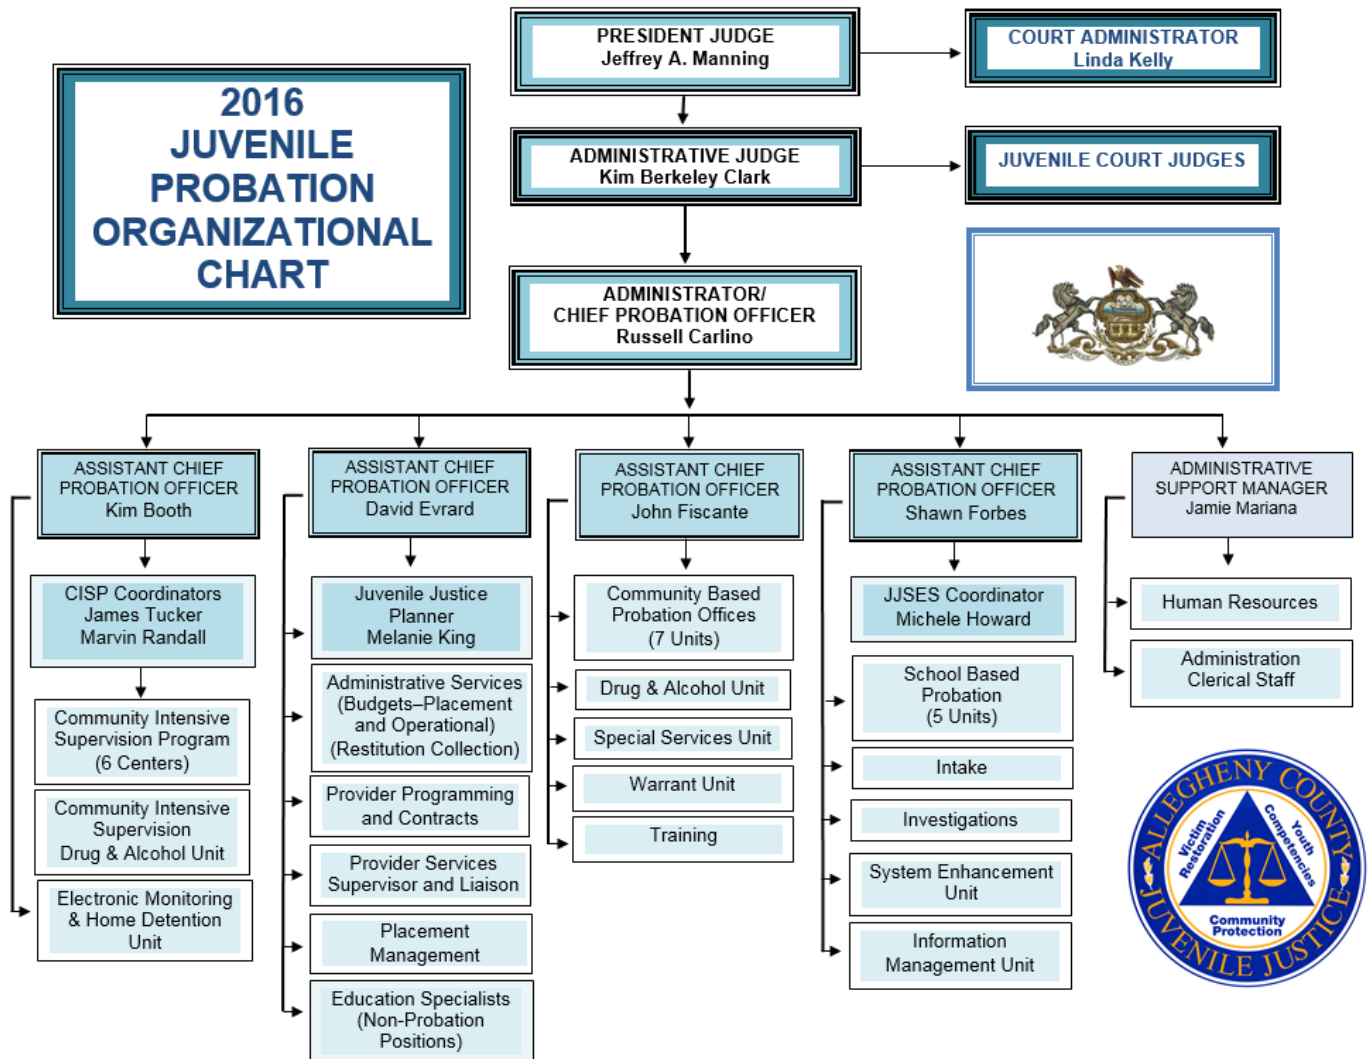 2016
JUVENILE
PROBATION
ORGANIZATIONAL
CHART
PRESIDENT JUDGE
Jeffrey A. Manning
COURT ADMINISTRATOR
Linda Kelly
ADMINISTRATIVE JUDGE
Kim Berkeley Clark
JUVENILE COURT JUDGES
ADMINISTRATOR/
CHIEF PROBATION OFFICER
Russell Carlino
ASSISTANT CHIEF
PROBATION OFFICER
Kim Booth
CISP Coordinators
James Tucker
Marvin Randall
Community Intensive
Supervision Program
(6 Centers)
Community Intensive
Supervision
Drug & Alcohol Unit
Electronic Monitoring
& Home Detention
Unit
ASSISTANT CHIEF
PROBATION OFFICER
David Evrard
Juvenile Justice
Planner
Melanie King
Administrative Services
(Budgets–Placement
and Operational)
(Restitution Collection)
Provider Programming
and Contracts
Provider Services
Supervisor and Liaison
Placement
Management
Education Specialists
(Non-Probation
Positions)
ASSISTANT CHIEF
PROBATION OFFICER
John Fiscante
Community Based
Probation Offices
(7 Units)
Drug & Alcohol Unit
Special Services Unit
Warrant Unit
Training
ASSISTANT CHIEF
PROBATION OFFICER
Shawn Forbes
JJSES Coordinator
Michele Howard
School Based
Probation
(5 Units)
Intake
Investigations
System Enhancement
Unit
Information
Management Unit
ADMINISTRATIVE
SUPPORT MANAGER
Jamie Mariana
Human Resources
Administration
Clerical Staff
ALLEGHENY COUNTY
Victim
Restoration
Youth
Competencies
Community
Protection
JUVENILE JUSTICE